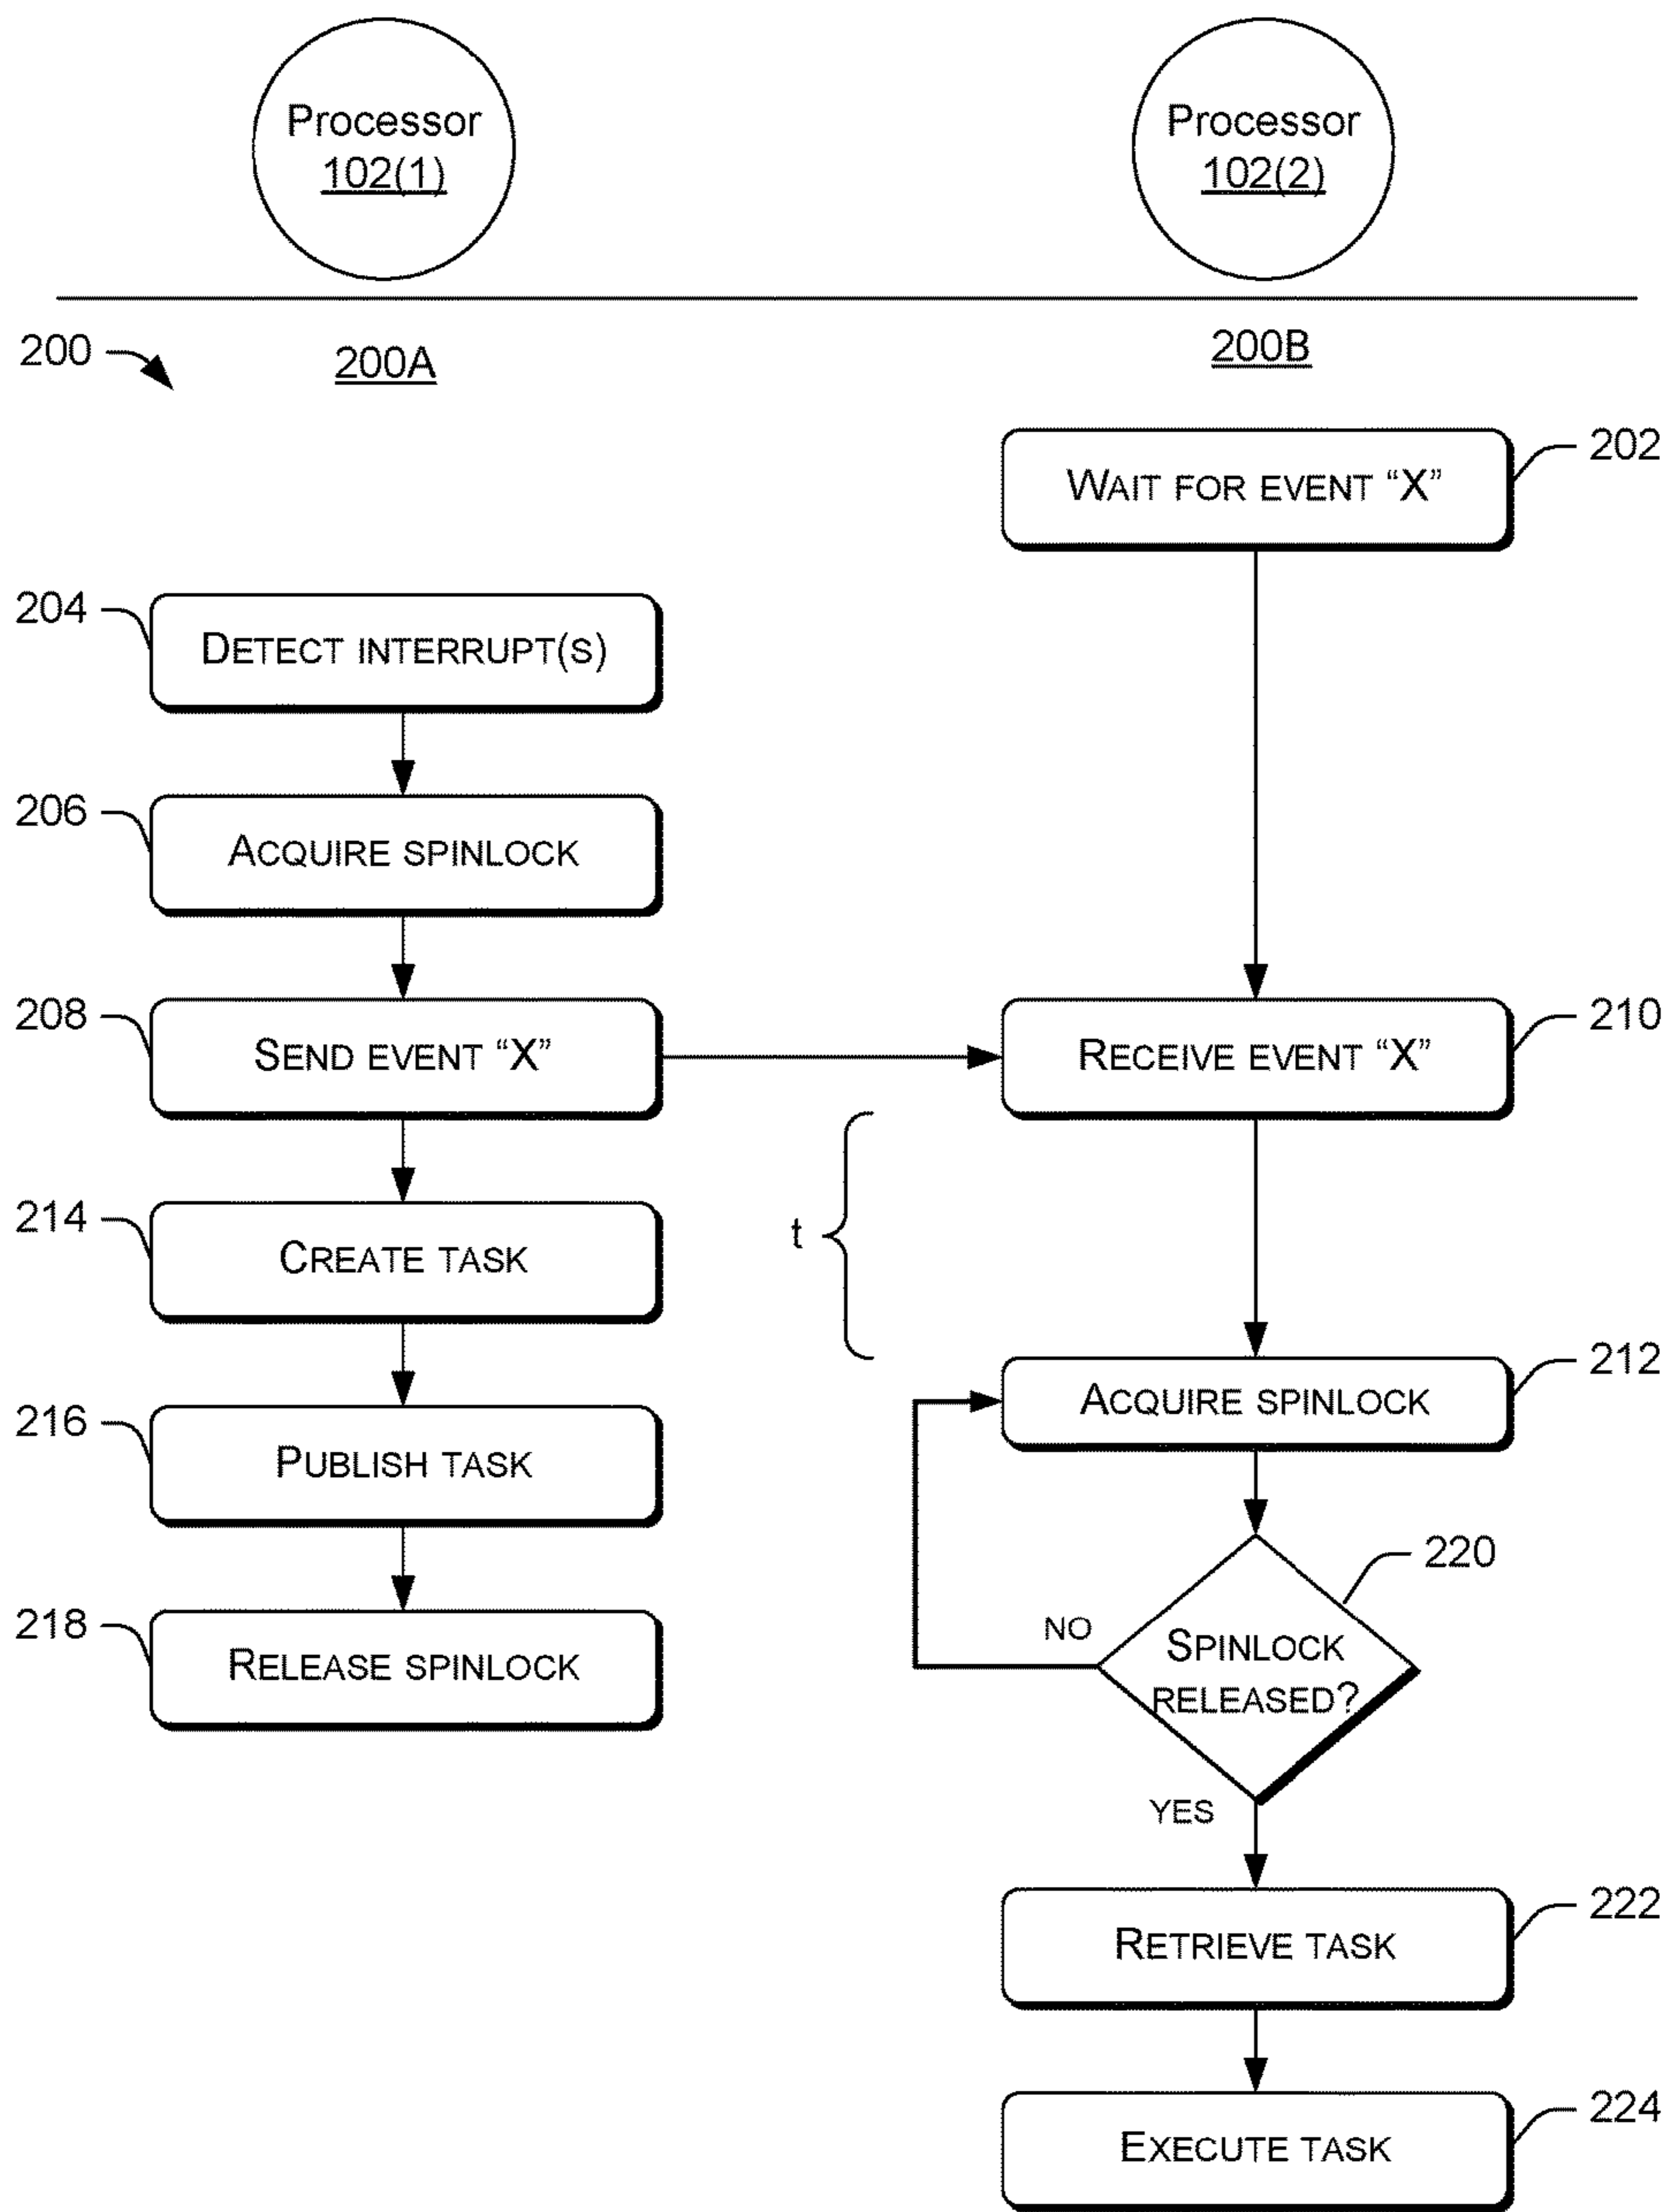 Processor
102(1)
Processor
102(2)
200
200A
200B
202
WAIT FOR EVENT “X”
204
DETECT INTERRUPT(S)
206
ACQUIRE SPINLOCK
208
SEND EVENT “X”
210
RECEIVE EVENT “X”
t
214
CREATE TASK
212
ACQUIRE SPINLOCK
216
PUBLISH TASK
220
NO
SPINLOCK
RELEASED?
YES
218
RELEASE SPINLOCK
222
RETRIEVE TASK
224
EXECUTE TASK